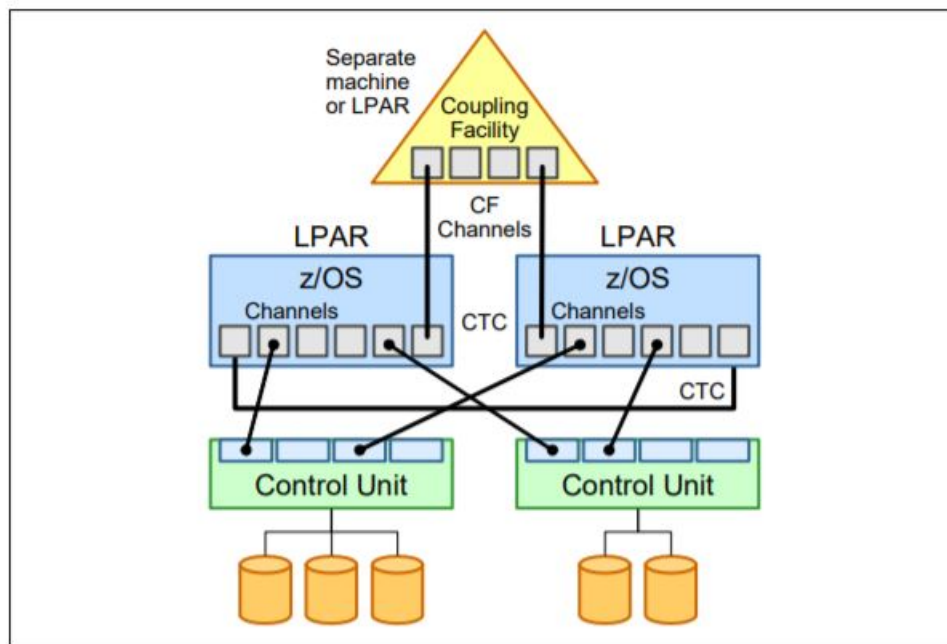 Separate
machine
or LPAR
Coupling
Facility
CF
Channels
LPAR
LPAR
z/OS
z/OS
Channels
CTC
Channels
CTC
Control Unit
Control Unit